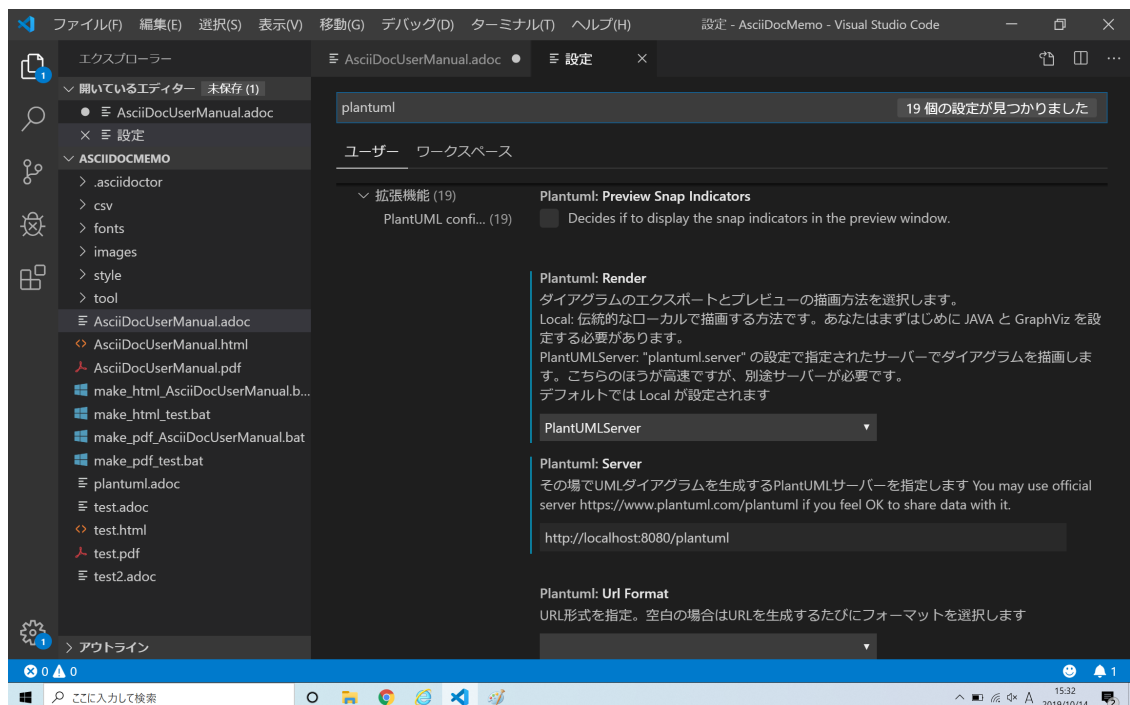 ファイル(F) 編集(E) 選択(S) 表示(V) 移動(G) デバッグ(D) ターミナル(T) ヘルプ(H) 設定 - AsciiDocMemo - Visual Studio Code
エクスプローラー
開いているエディター 未保存 (1)
AsciiDocUserManual.adoc
設定
ASCIIDOCMEMO
.asciidoctor
csv
fonts
images
style
tool
AsciiDocUserManual.adoc
AsciiDocUserManual.html
AsciiDocUserManual.pdf
make_html_AsciiDocUserManual.b...
make_html_test.bat
make_pdf_AsciiDocUserManual.bat
make_pdf_test.bat
plantuml.adoc
test.adoc
test.html
test.pdf
test2.adoc
アウトライン
AsciiDocUserManual.adoc 設定
plantuml 19 個の設定が見つかりました
ユーザー ワークスペース
拡張機能 (19)
PlantUML confi... (19)
Plantuml: Preview Snap Indicators
Decides if to display the snap indicators in the preview window.
Plantuml: Render
ダイアグラムのエクスポートとプレビューの描画方法を選択します。
Local: 伝統的なローカルで描画する方法です。あなたはまずはじめに JAVA と GraphViz を設
定する必要があります。
PlantUMLServer: "plantuml.server" の設定で指定されたサーバーでダイアグラムを描画しま
す。こちらのほうが高速ですが、別途サーバーが必要です。
デフォルトでは Local が設定されます
PlantUMLServer
Plantuml: Server
その場でUMLダイアグラムを生成するPlantUMLサーバーを指定します You may use official
server https://www.plantuml.com/plantuml if you feel OK to share data with it.
http://localhost:8080/plantuml
Plantuml: Url Format
URL形式を指定。空白の場合はURLを生成するたびにフォーマットを選択します
1
1
0 0
1
ここに入力して検索
A
15:32
2019/10/14
2